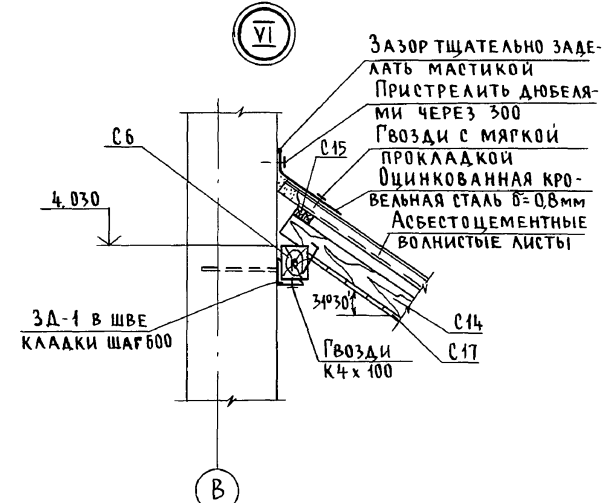 VI
Зазор тщательно заде-
лать мастикой
Пристрелить дюбеля-
ми через 300
Гвозди с мягкой
прокладкой
Оцинкованная кро-
вельная сталь δ=0,8мм
Асбестоцементные
волнистые листы
С6
С15
4.030
31°30'
ЗД-1 в шве
кладки шаг 600
Гвозди
К4х100
С14
С17
В